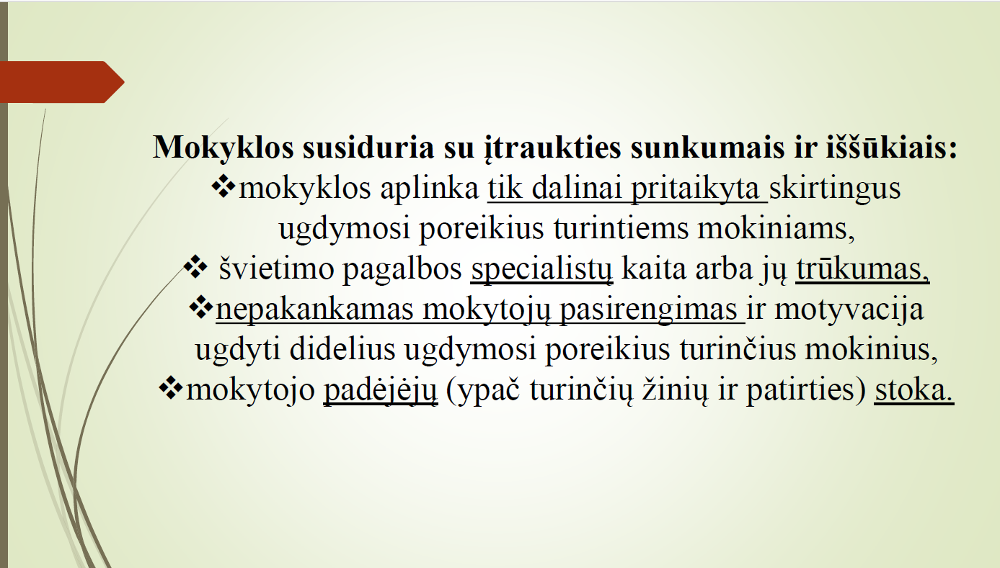 Mokyklos susiduria su įtraukties sunkumais ir iššūkiais:
❖mokyklos aplinka tik dalinai pritaikyta skirtingus
ugdymosi poreikius turintiems mokiniams,
❖ švietimo pagalbos specialistų kaita arba jų trūkumas,
❖nepakankamas mokytojų pasirengimas ir motyvacija
ugdyti didelius ugdymosi poreikius turinčius mokinius,
❖mokytojo padėjėjų (ypač turinčių žinių ir patirties) stoka.